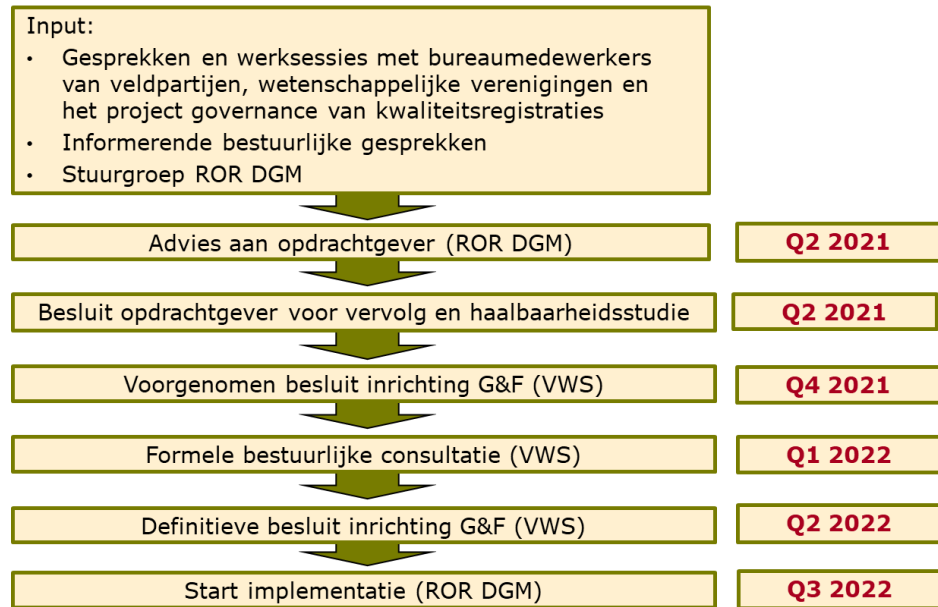 Input:
• Gesprekken en werksessies met bureaumedewerkers
van veldpartijen, wetenschappelijke verenigingen en
het project governance van kwaliteitsregistraties
• Informerende bestuurlijke gesprekken
• Stuurgroep ROR DGM
Advies aan opdrachtgever (ROR DGM)
Q2 2021
Besluit opdrachtgever voor vervolg en haalbaarheidsstudie
Q2 2021
Voorgenomen besluit inrichting G&F (VWS)
Q4 2021
Formele bestuurlijke consultatie (VWS)
Q1 2022
Definitieve besluit inrichting G&F (VWS)
Q2 2022
Start implementatie (ROR DGM)
Q3 2022